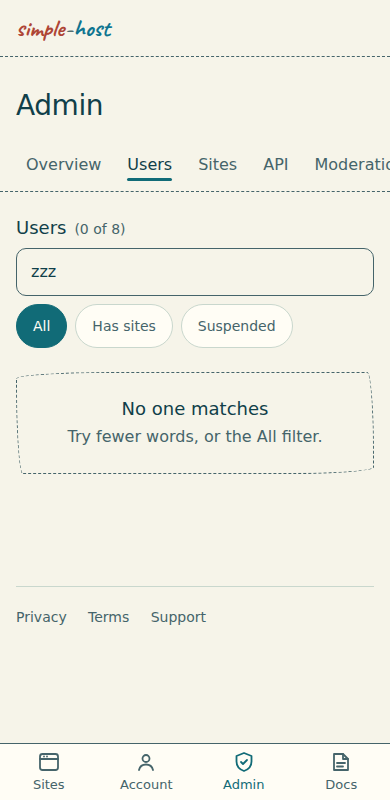 simple-host
Admin
Overview Users Sites API Moderatio
Users (0 of 8)
zzz
All Has sites Suspended
No one matches
Try fewer words, or the All filter.
Privacy Terms Support
Sites Account Admin Docs